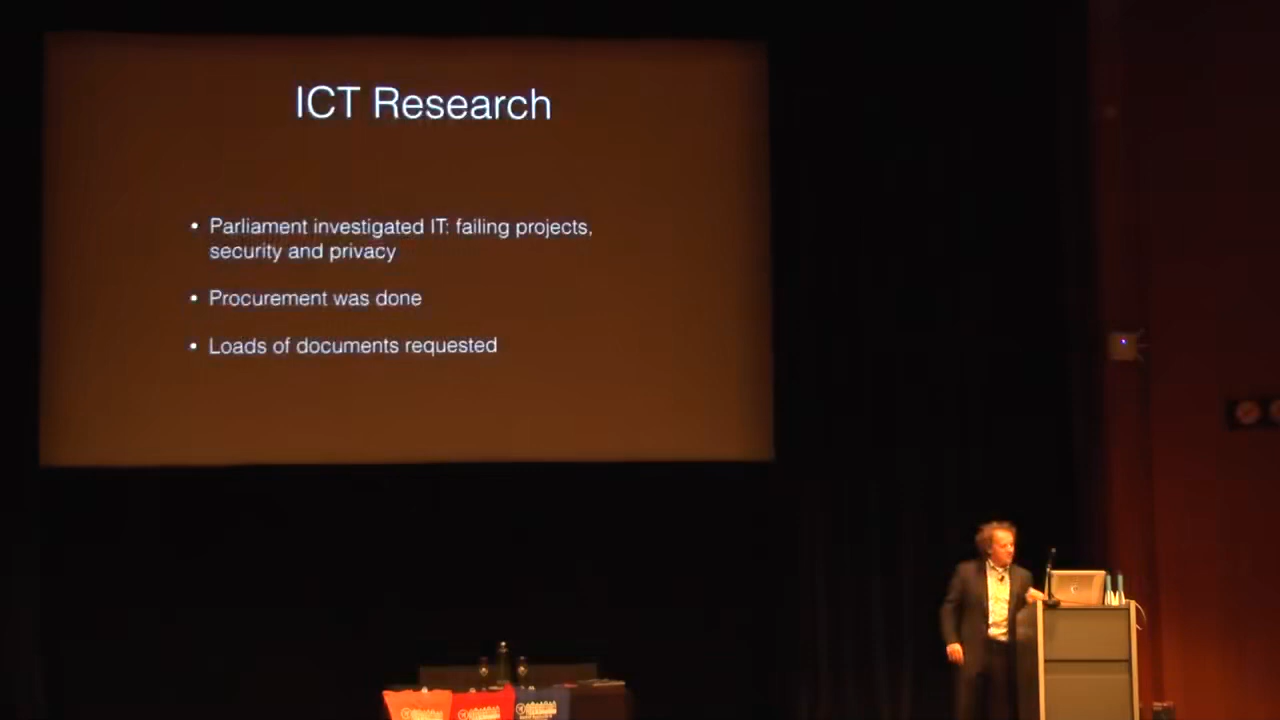 ICT Research
• Parliament investigated IT: failing projects,
security and privacy
• Procurement was done
• Loads of documents requested